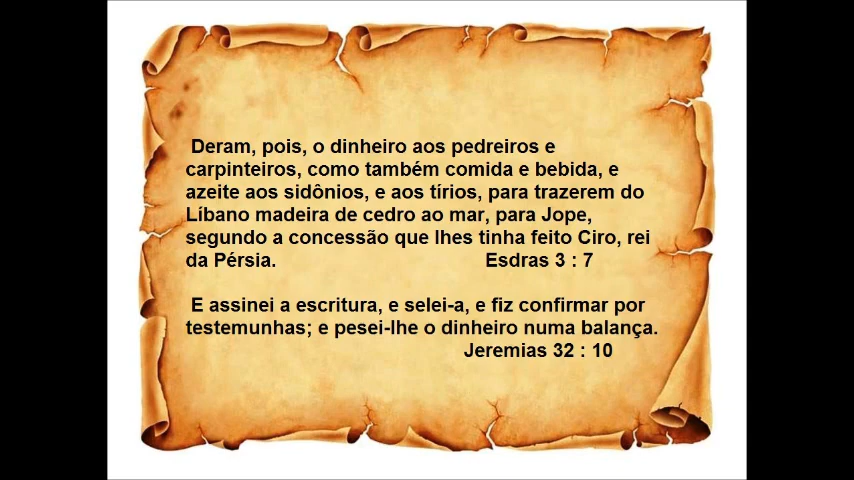 Deram, pois, o dinheiro aos pedreiros e
carpinteiros, como também comida e bebida, e
azeite aos sidônios, e aos tírios, para trazerem do
Líbano madeira de cedro ao mar, para Jope,
segundo a concessão que lhes tinha feito Ciro, rei
da Pérsia. Esdras 3 : 7
E assinei a escritura, e selei-a, e fiz confirmar por
testemunhas; e pesei-lhe o dinheiro numa balança.
Jeremias 32 : 10